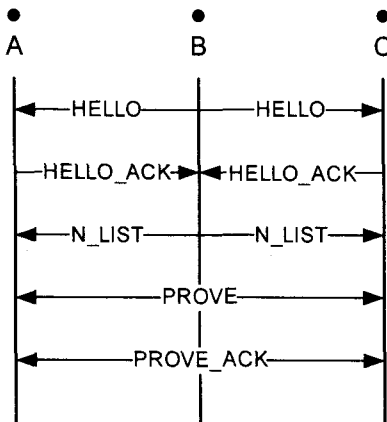 A B C
HELLO HELLO
HELLO_ACK HELLO_ACK
N_LIST N_LIST
PROVE
PROVE_ACK